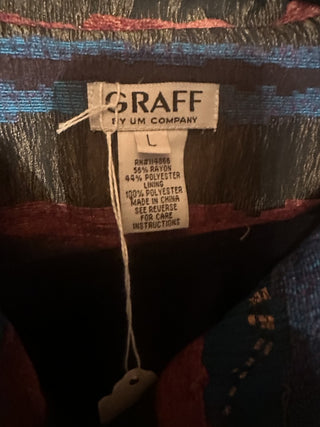 GRAFF
BY UM COMPANY
L
RN#114866
56% RAYON
44% POLYESTER
LINING
100% POLYESTER
MADE IN CHINA
SEE REVERSE
FOR CARE
INSTRUCTIONS